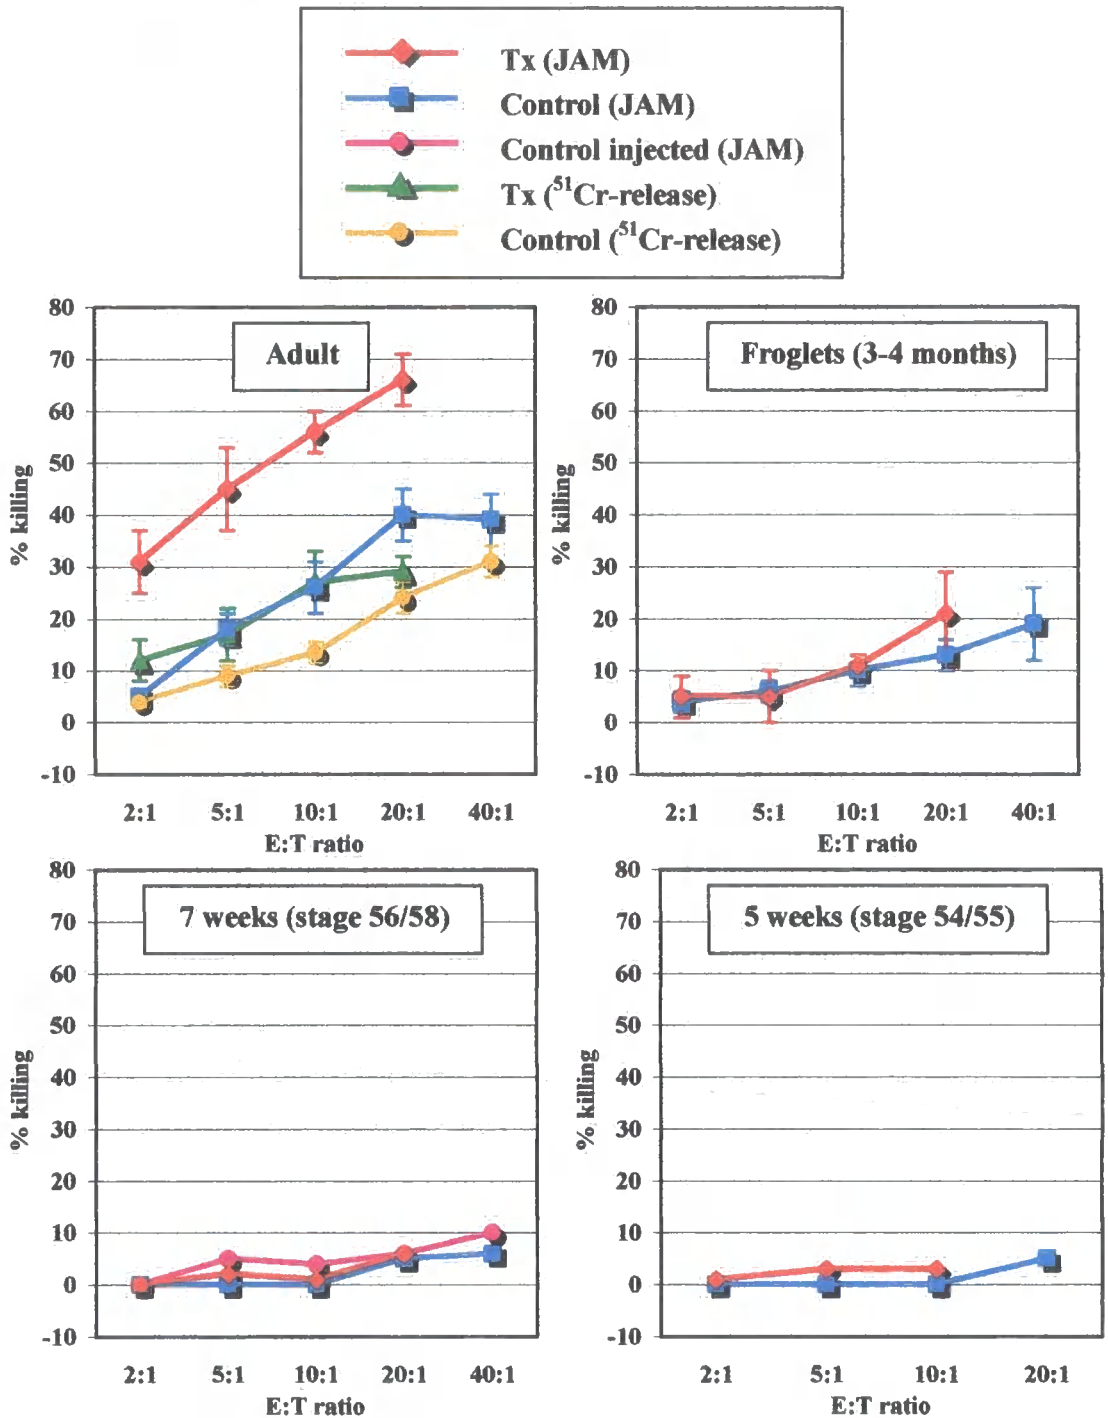 Tx (JAM)
Control (JAM)
Control injected (JAM)
Tx (⁵¹Cr-release)
Control (⁵¹Cr-release)
Adult
80
70
60
50
40
30
20
10
0
-10
% killing
2:1 5:1 10:1 20:1 40:1
E:T ratio
Froglets (3-4 months)
80
70
60
50
40
30
20
10
0
-10
% killing
2:1 5:1 10:1 20:1 40:1
E:T ratio
7 weeks (stage 56/58)
80
70
60
50
40
30
20
10
0
-10
% killing
2:1 5:1 10:1 20:1 40:1
E:T ratio
5 weeks (stage 54/55)
80
70
60
50
40
30
20
10
0
-10
% killing
2:1 5:1 10:1 20:1
E:T ratio